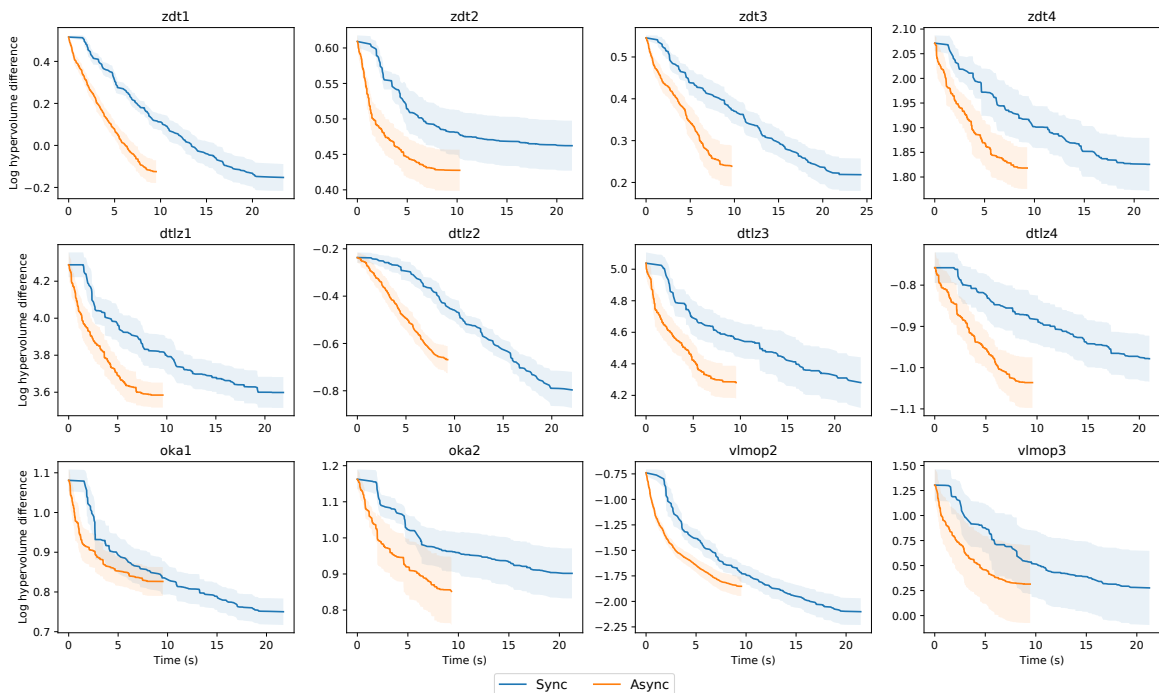 zdt1 zdt2 zdt3 zdt4
Log hypervolume difference
0.4
0.2
0.0
−0.2
0 5 10 15 20
0.60
0.55
0.50
0.45
0.40
0 5 10 15 20
0.5
0.4
0.3
0.2
0 5 10 15 20 25
2.10
2.05
2.00
1.95
1.90
1.85
1.80
0 5 10 15 20
dtlz1 dtlz2 dtlz3 dtlz4
Log hypervolume difference
4.2
4.0
3.8
3.6
0 5 10 15 20
−0.2
−0.4
−0.6
−0.8
0 5 10 15 20
5.0
4.8
4.6
4.4
4.2
0 5 10 15 20
−0.8
−0.9
−1.0
−1.1
0 5 10 15 20
oka1 oka2 vlmop2 vlmop3
Log hypervolume difference
1.1
1.0
0.9
0.8
0.7
0 5 10 15 20
Time (s)
1.2
1.1
1.0
0.9
0.8
0 5 10 15 20
Time (s)
−0.75
−1.00
−1.25
−1.50
−1.75
−2.00
−2.25
0 5 10 15 20
Time (s)
1.50
1.25
1.00
0.75
0.50
0.25
0.00
0 5 10 15 20
Time (s)
Sync Async